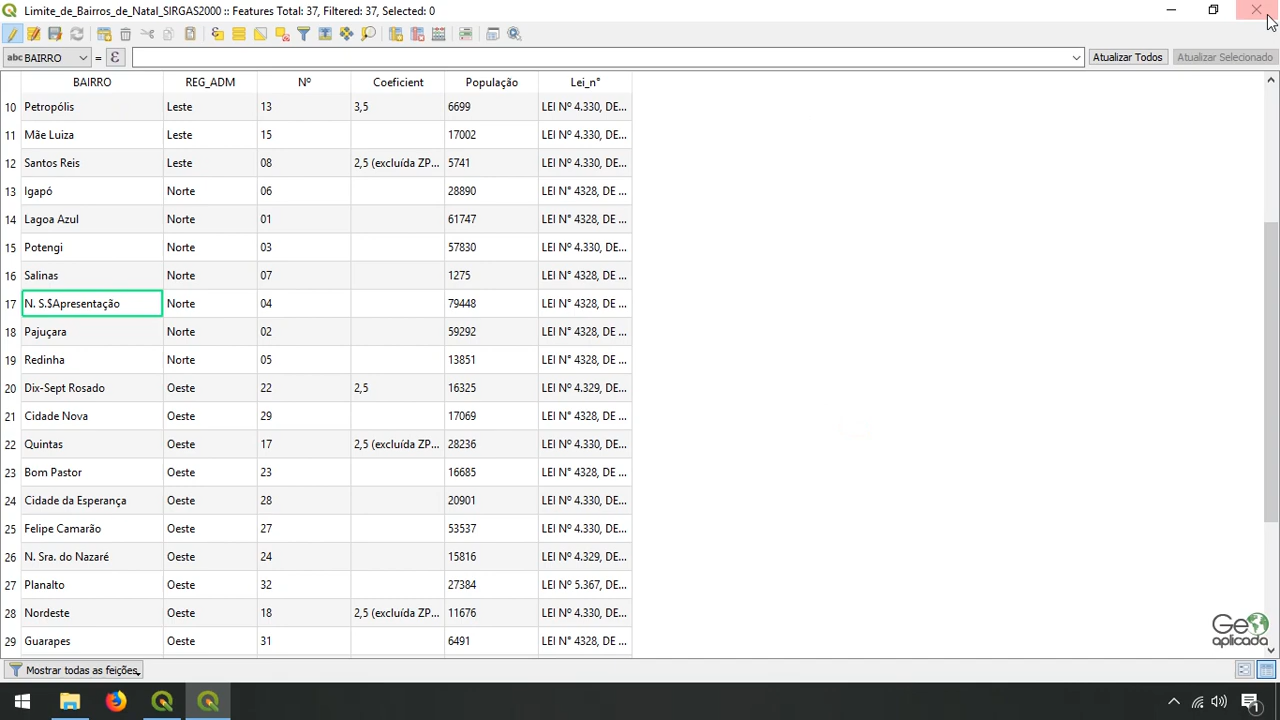 Limite_de_Bairros_de_Natal_SIRGAS2000 :: Features Total: 37, Filtered: 37, Selected: 0
abc BAIRRO = ε Atualizar Todos Atualizar Selecionado
BAIRRO REG_ADM Nº Coeficient População Lei_n°
10 Petropólis Leste 13 3,5 6699 LEI Nº 4.330, DE...
11 Mãe Luiza Leste 15 17002 LEI Nº 4.330, DE...
12 Santos Reis Leste 08 2,5 (excluída ZP... 5741 LEI Nº 4.330, DE...
13 Igapó Norte 06 28890 LEI N° 4328, DE ...
14 Lagoa Azul Norte 01 61747 LEI N° 4328, DE ...
15 Potengi Norte 03 57830 LEI Nº 4.330, DE...
16 Salinas Norte 07 1275 LEI N° 4328, DE ...
17 N. S.$Apresentação Norte 04 79448 LEI N° 4328, DE ...
18 Pajuçara Norte 02 59292 LEI N° 4328, DE ...
19 Redinha Norte 05 13851 LEI N° 4328, DE ...
20 Dix-Sept Rosado Oeste 22 2,5 16325 LEI Nº 4.329, DE...
21 Cidade Nova Oeste 29 17069 LEI N° 4328, DE ...
22 Quintas Oeste 17 2,5 (excluída ZP... 28236 LEI Nº 4.330, DE...
23 Bom Pastor Oeste 23 16685 LEI N° 4328, DE ...
24 Cidade da Esperança Oeste 28 20901 LEI Nº 4.330, DE...
25 Felipe Camarão Oeste 27 53537 LEI Nº 4.330, DE...
26 N. Sra. do Nazaré Oeste 24 15816 LEI Nº 4.329, DE...
27 Planalto Oeste 32 27384 LEI Nº 5.367, DE...
28 Nordeste Oeste 18 2,5 (excluída ZP... 11676 LEI Nº 4.330, DE...
29 Guarapes Oeste 31 6491 LEI N° 4328, DE ...
Geo
aplicada
Mostrar todas as feições
1